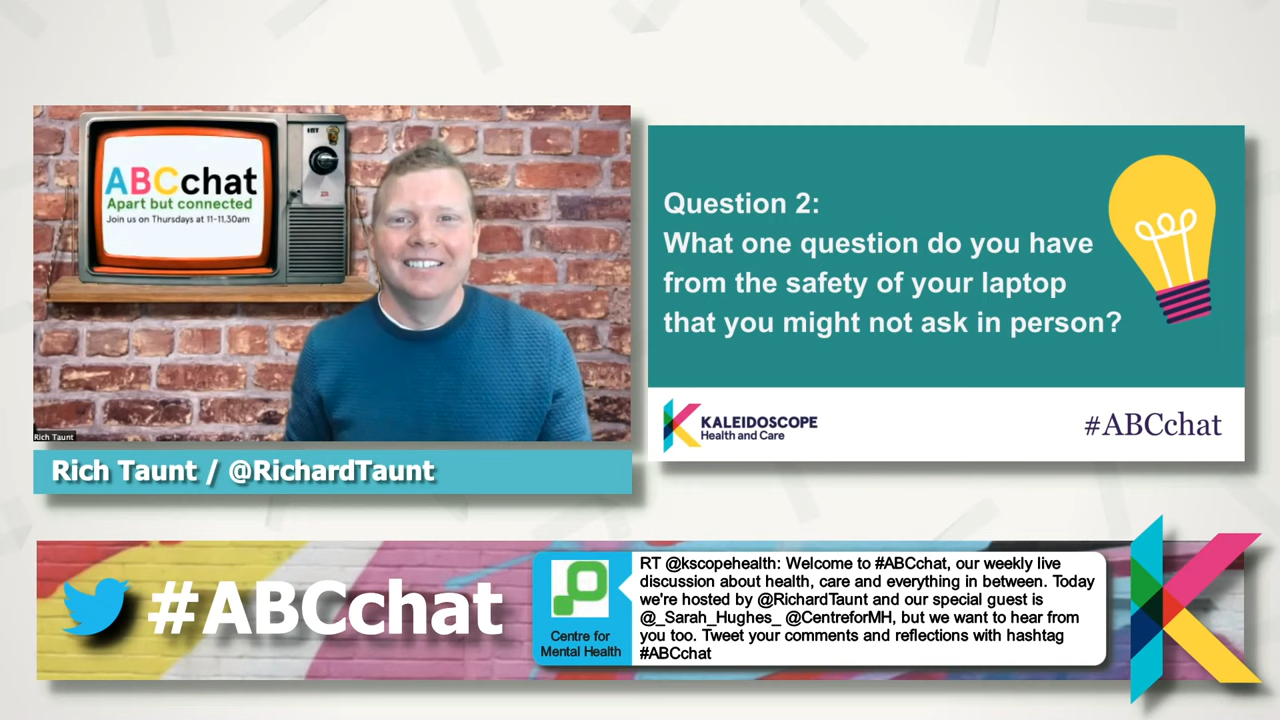 ABCchat
Apart but connected
Join us on Thursdays at 11-11.30am
Rich Taunt
Rich Taunt / @RichardTaunt
Question 2:
What one question do you have
from the safety of your laptop
that you might not ask in person?
KALEIDOSCOPE
Health and Care
#ABCchat
#ABCchat
Centre for
Mental Health
RT @kscopehealth: Welcome to #ABCchat, our weekly live
discussion about health, care and everything in between. Today
we're hosted by @RichardTaunt and our special guest is
@_Sarah_Hughes_ @CentreforMH, but we want to hear from
you too. Tweet your comments and reflections with hashtag
#ABCchat